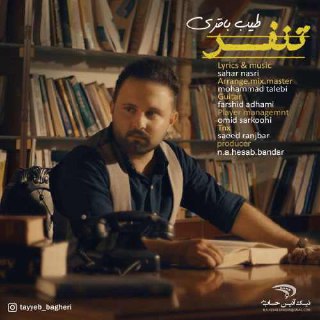 طیب باقری
تنفر
Lyrics & music
sahar nasri
Arrange.mix.master
mohammad talebi
Guitar
farshid adhami
Player managemnt
omid sarkoohi
Tnx
saeed ranjbar
producer
n.a.hesab.bandar
tayyeb_bagheri